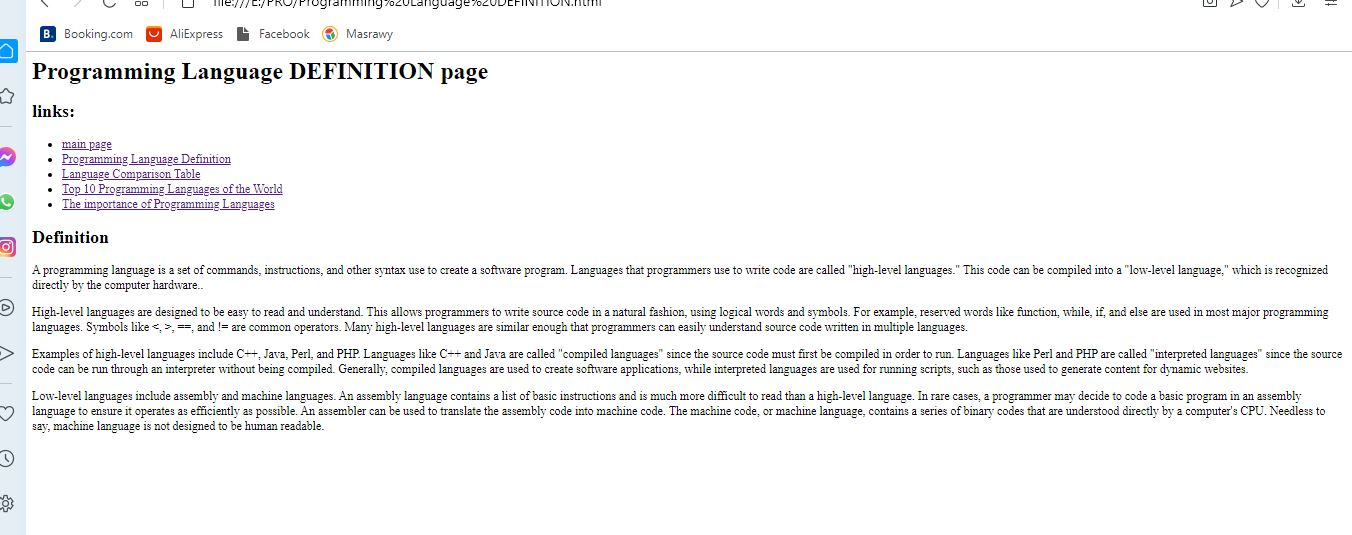 file:///E:/PRO/Programming%20Language%20DEFINITION.html
B. Booking.com AliExpress Facebook Masrawy
Programming Language DEFINITION page
links:
main page
Programming Language Definition
Language Comparison Table
Top 10 Programming Languages of the World
The importance of Programming Languages
Definition
A programming language is a set of commands, instructions, and other syntax use to create a software program. Languages that programmers use to write code are called "high-level languages." This code can be compiled into a "low-level language," which is recognized
directly by the computer hardware..
High-level languages are designed to be easy to read and understand. This allows programmers to write source code in a natural fashion, using logical words and symbols. For example, reserved words like function, while, if, and else are used in most major programming
languages. Symbols like <, >, ==, and != are common operators. Many high-level languages are similar enough that programmers can easily understand source code written in multiple languages.
Examples of high-level languages include C++, Java, Perl, and PHP. Languages like C++ and Java are called "compiled languages" since the source code must first be compiled in order to run. Languages like Perl and PHP are called "interpreted languages" since the source
code can be run through an interpreter without being compiled. Generally, compiled languages are used to create software applications, while interpreted languages are used for running scripts, such as those used to generate content for dynamic websites.
Low-level languages include assembly and machine languages. An assembly language contains a list of basic instructions and is much more difficult to read than a high-level language. In rare cases, a programmer may decide to code a basic program in an assembly
language to ensure it operates as efficiently as possible. An assembler can be used to translate the assembly code into machine code. The machine code, or machine language, contains a series of binary codes that are understood directly by a computer's CPU. Needless to
say, machine language is not designed to be human readable.